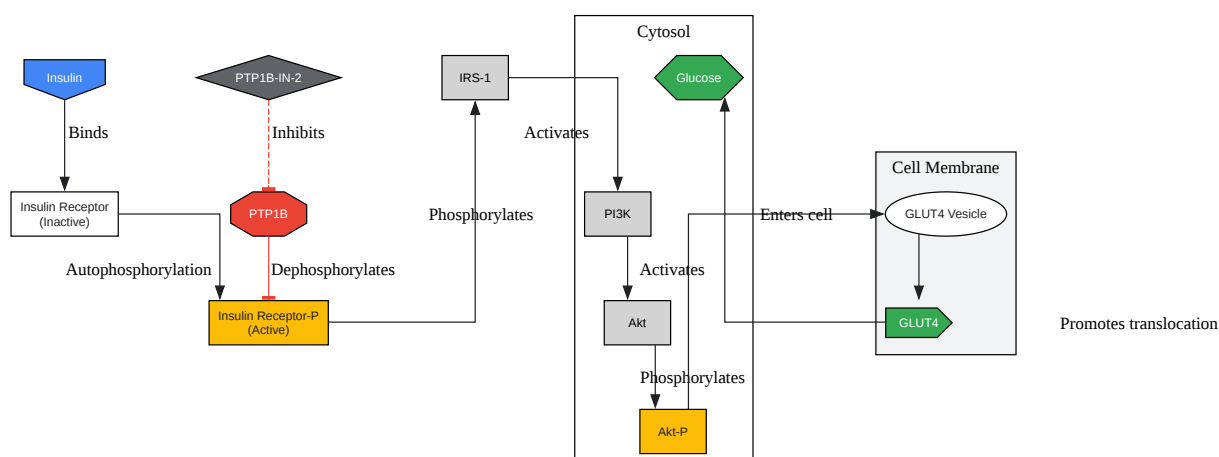 Cytosol
Insulin
PTP1B-IN-2
IRS-1
Glucose
Binds
Inhibits
Activates
Cell Membrane
Insulin Receptor
(Inactive)
PTP1B
Phosphorylates
PI3K
Enters cell
GLUT4 Vesicle
Autophosphorylation
Dephosphorylates
Activates
Insulin Receptor-P
(Active)
Akt
GLUT4
Promotes translocation
Phosphorylates
Akt-P